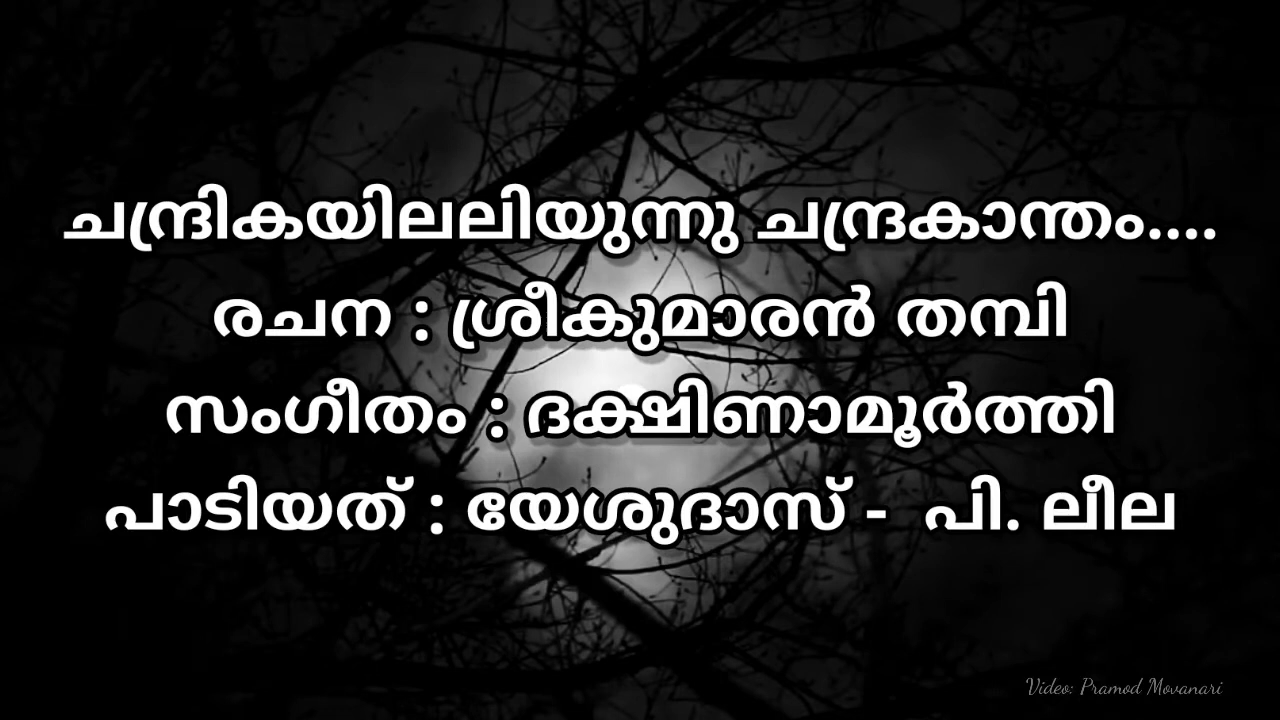 ചന്ദ്രികയിലലിയുന്നു ചന്ദ്രകാന്തം....
രചന : ശ്രീകുമാരൻ തമ്പി
സംഗീതം : ദക്ഷിണാമൂർത്തി
പാടിയത് : യേശുദാസ് - പി. ലീല
Video: Pramod Movanari